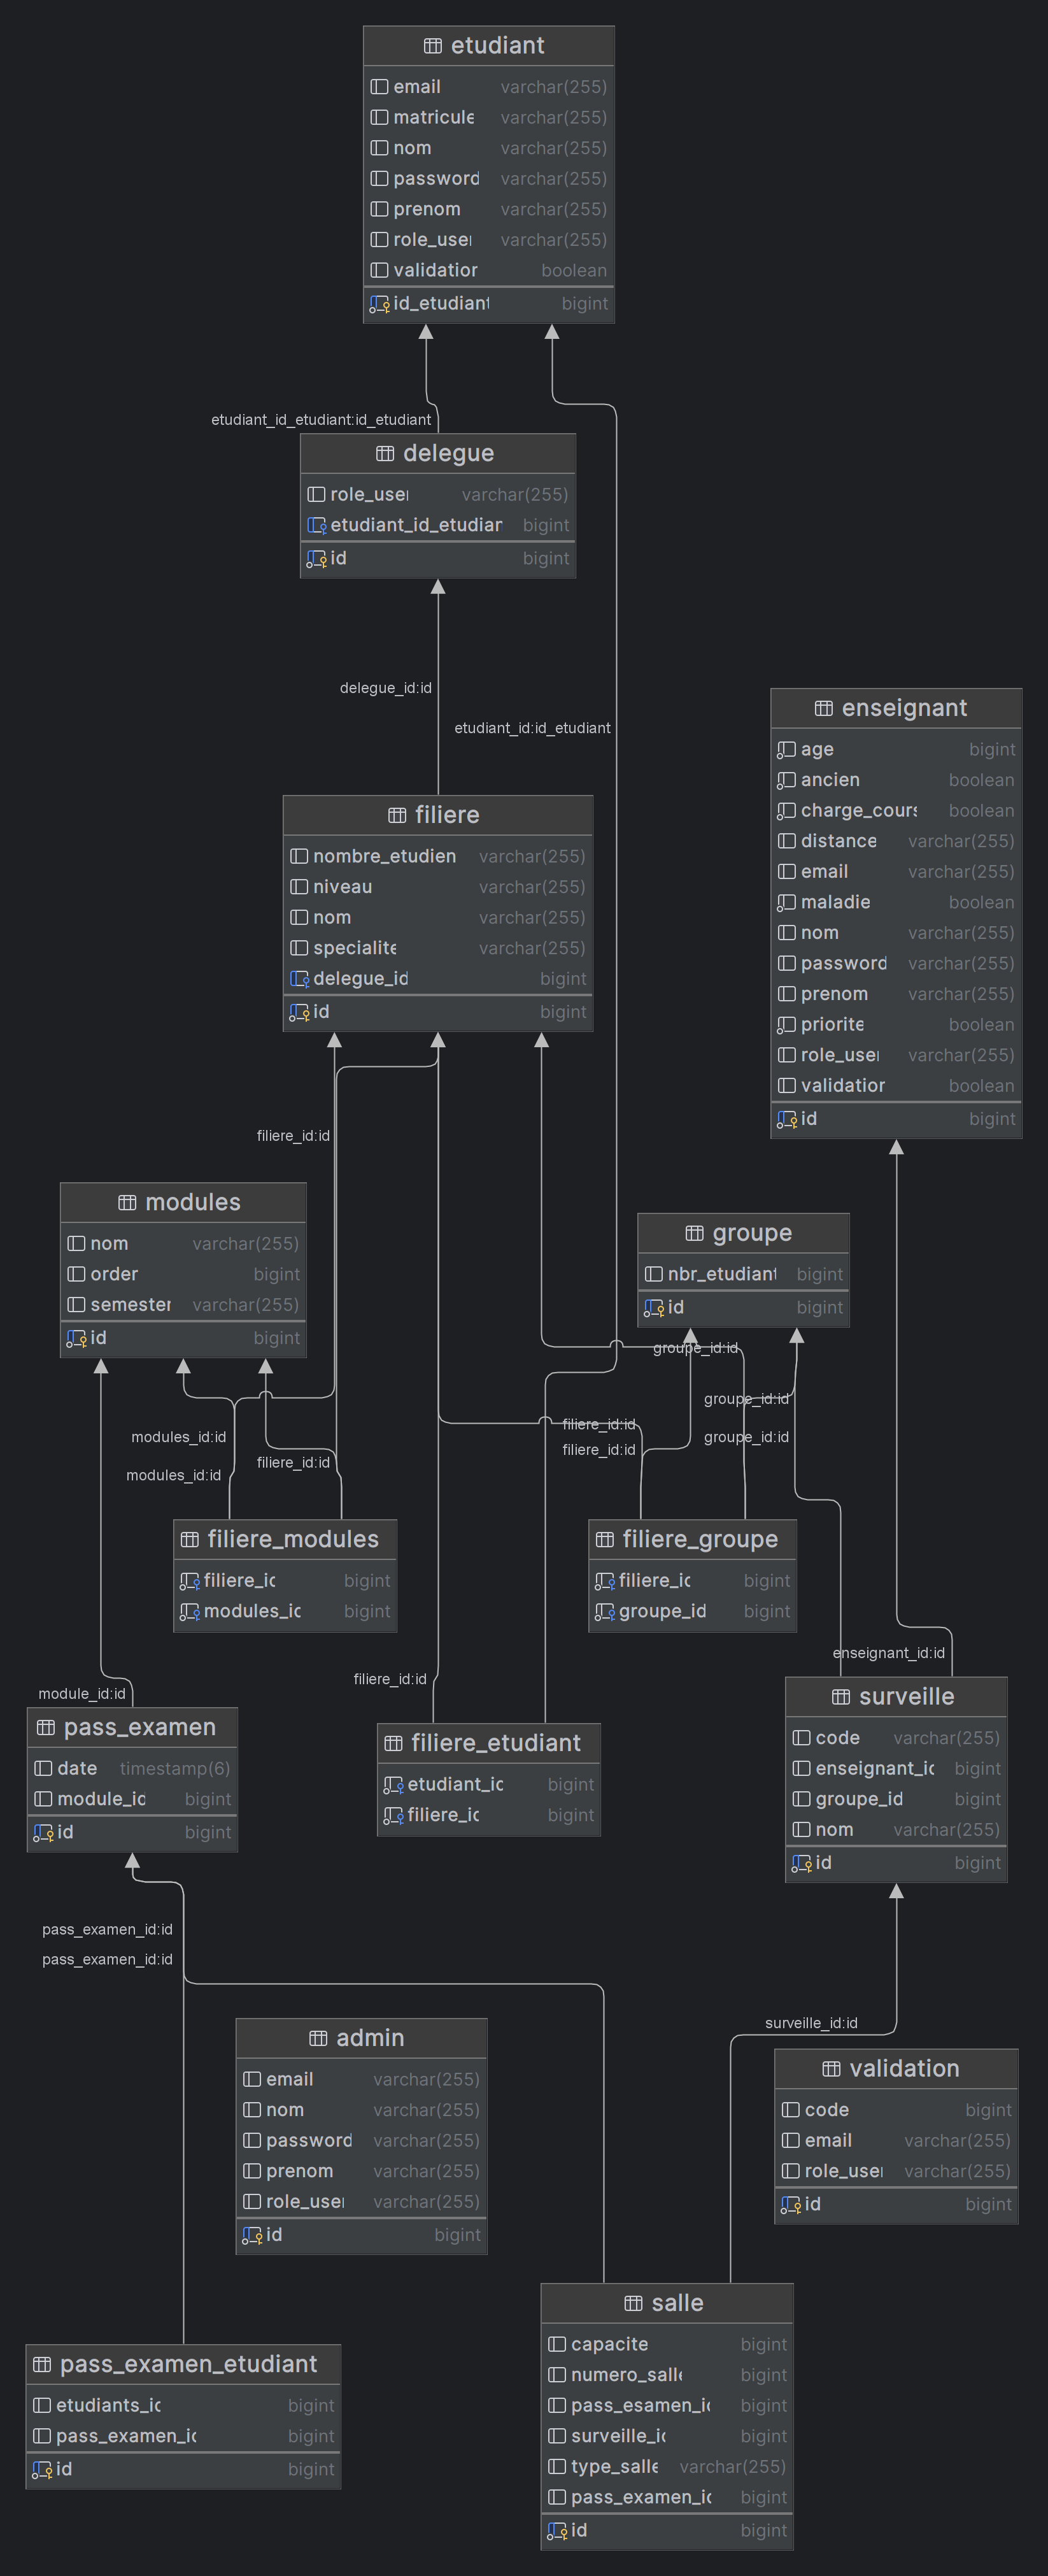 etudiant
email varchar(255)
matricule varchar(255)
nom varchar(255)
password varchar(255)
prenom varchar(255)
role_user varchar(255)
validation boolean
id_etudiant bigint
etudiant_id_etudiant:id_etudiant
delegue
role_user varchar(255)
etudiant_id_etudiant bigint
id bigint
delegue_id:id
etudiant_id:id_etudiant
enseignant
age bigint
ancien boolean
charge_cours boolean
distance varchar(255)
email varchar(255)
maladie boolean
nom varchar(255)
password varchar(255)
prenom varchar(255)
priorite boolean
role_user varchar(255)
validation boolean
id bigint
filiere
nombre_etudien varchar(255)
niveau varchar(255)
nom varchar(255)
specialite varchar(255)
delegue_id bigint
id bigint
filiere_id:id
modules
nom varchar(255)
order bigint
semester varchar(255)
id bigint
groupe
nbr_etudiant bigint
id bigint
groupe_id:id
groupe_id:id
filiere_id:id
modules_id:id
groupe_id:id
filiere_id:id
filiere_id:id
modules_id:id
filiere_modules
filiere_id bigint
modules_id bigint
filiere_groupe
filiere_id bigint
groupe_id bigint
enseignant_id:id
filiere_id:id
module_id:id
surveille
code varchar(255)
enseignant_id bigint
groupe_id bigint
nom varchar(255)
id bigint
pass_examen
date timestamp(6)
module_id bigint
id bigint
filiere_etudiant
etudiant_id bigint
filiere_id bigint
pass_examen_id:id
pass_examen_id:id
surveille_id:id
admin
email varchar(255)
nom varchar(255)
password varchar(255)
prenom varchar(255)
role_user varchar(255)
id bigint
validation
code bigint
email varchar(255)
role_user varchar(255)
id bigint
salle
capacite bigint
numero_salle bigint
pass_esamen_id bigint
surveille_id bigint
type_salle varchar(255)
pass_examen_id bigint
id bigint
pass_examen_etudiant
etudiants_id bigint
pass_examen_id bigint
id bigint